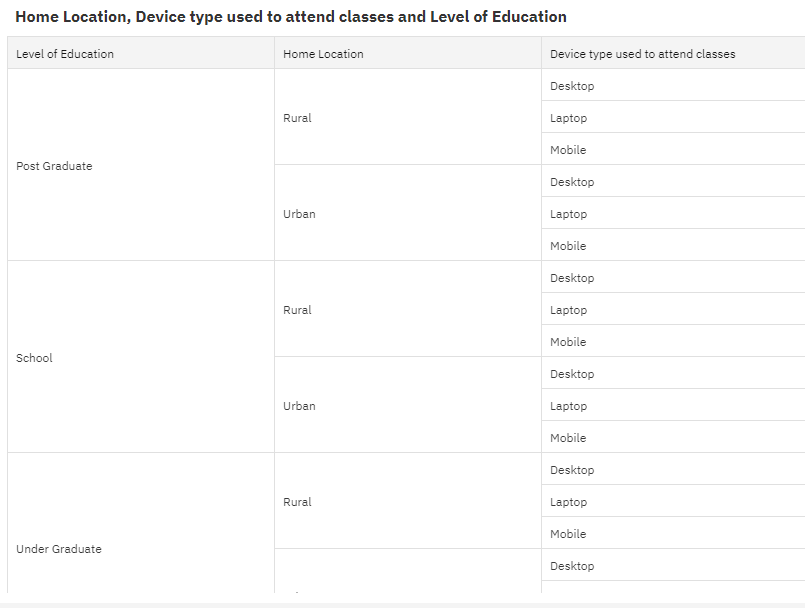 Home Location, Device type used to attend classes and Level of Education
Level of Education Home Location Device type used to attend classes
Post Graduate
Rural
Desktop
Laptop
Mobile
Urban
Desktop
Laptop
Mobile
School
Rural
Desktop
Laptop
Mobile
Urban
Desktop
Laptop
Mobile
Under Graduate
Rural
Desktop
Laptop
Mobile
Desktop